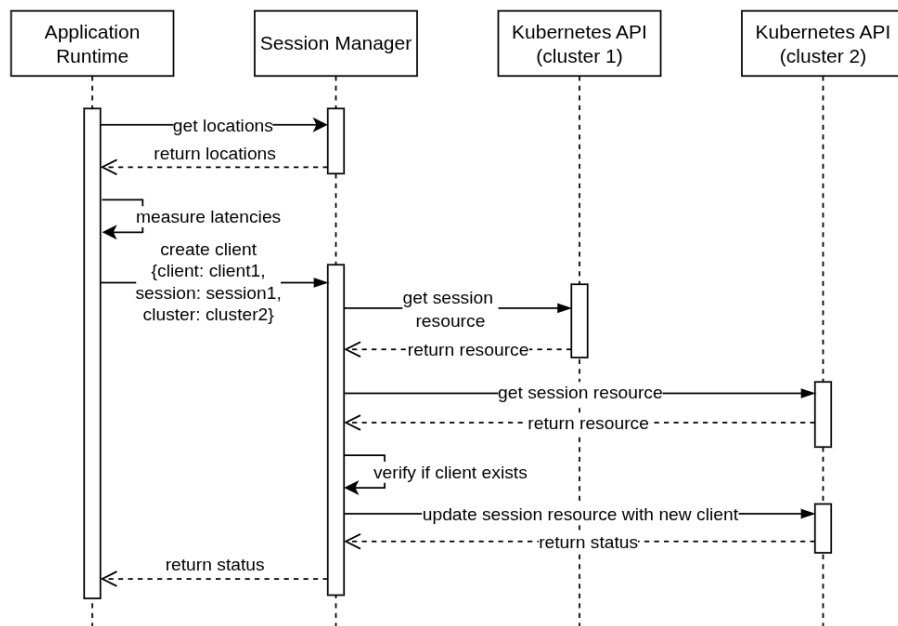 Application
Runtime
Session Manager
Kubernetes API
(cluster 1)
Kubernetes API
(cluster 2)
get locations
return locations
measure latencies
create client
{client: client1,
session: session1,
cluster: cluster2}
get session
resource
return resource
get session resource
return resource
verify if client exists
update session resource with new client
return status
return status